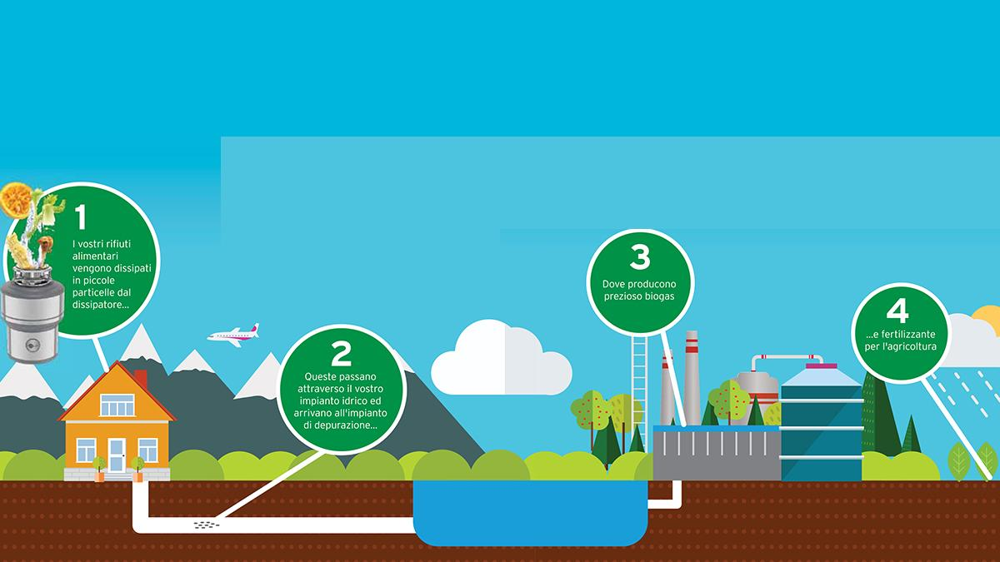 1
I vostri rifiuti
alimentari
vengono dissipati
in piccole
particelle dal
dissipatore...
2
Queste passano
attraverso il vostro
impianto idrico ed
arrivano all'impianto
di depurazione...
3
Dove producono
prezioso biogas
4
...e fertilizzante
per l'agricoltura